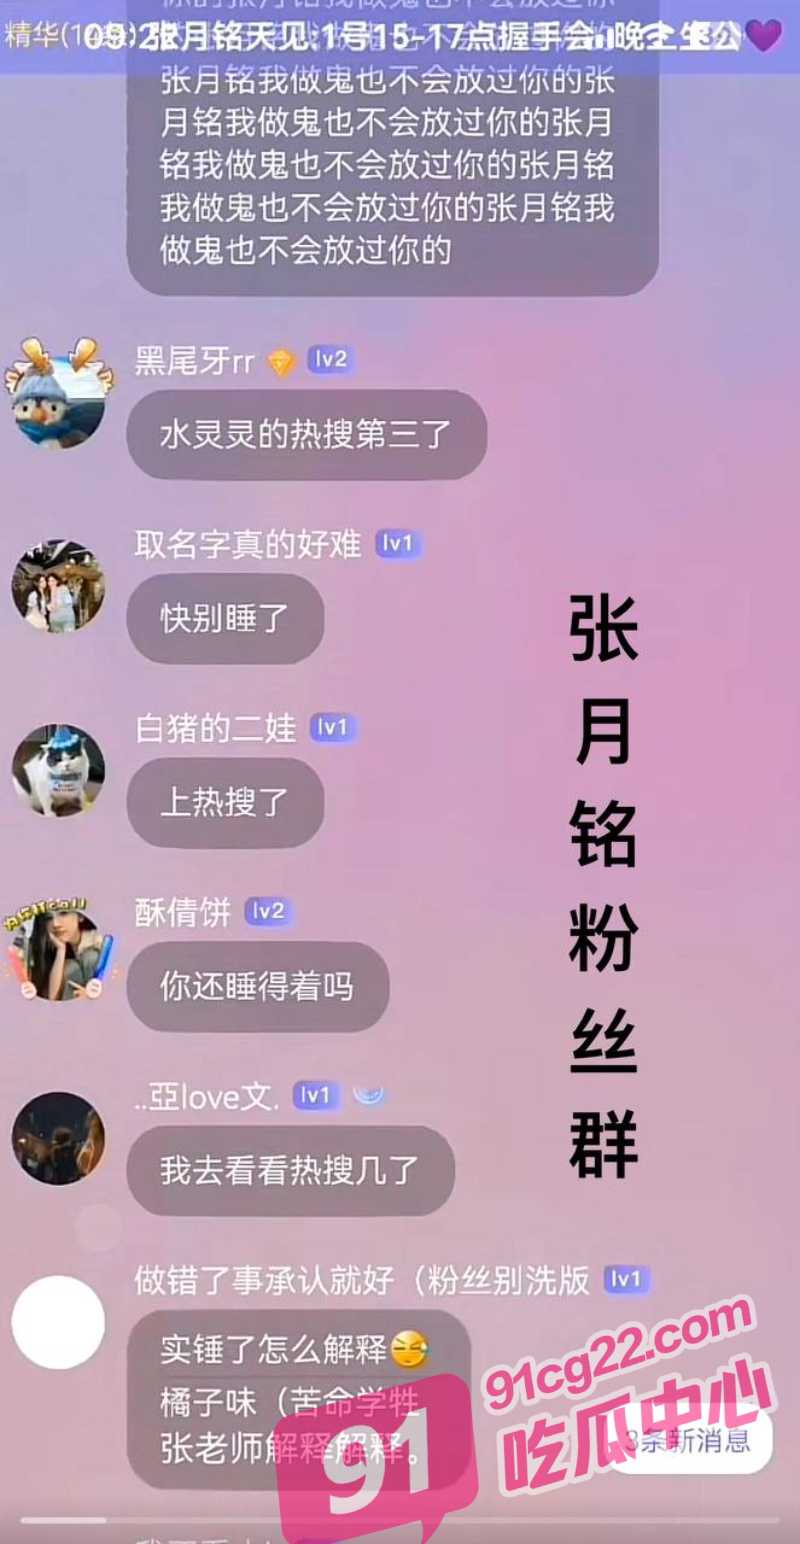 精华(
09:22 张月铭天见:1号15-17点握手会 晚 生公💜
张月铭我做鬼也不会放过你的张
月铭我做鬼也不会放过你的张月
铭我做鬼也不会放过你的张月铭
我做鬼也不会放过你的张月铭我
做鬼也不会放过你的
黑尾牙rr lv2
水灵灵的热搜第三了
取名字真的好难 lv1
快别睡了
白猪的二娃 lv1
上热搜了
酥倩饼 lv2
你还睡得着吗
..亞love文. lv1
我去看看热搜几了
做错了事承认就好（粉丝别洗版 lv1
实锤了怎么解释
橘子味（苦命学牲
张老师解释解释。
3条新消息
张
月
铭
粉
丝
群
91
91cg22.com
吃瓜中心